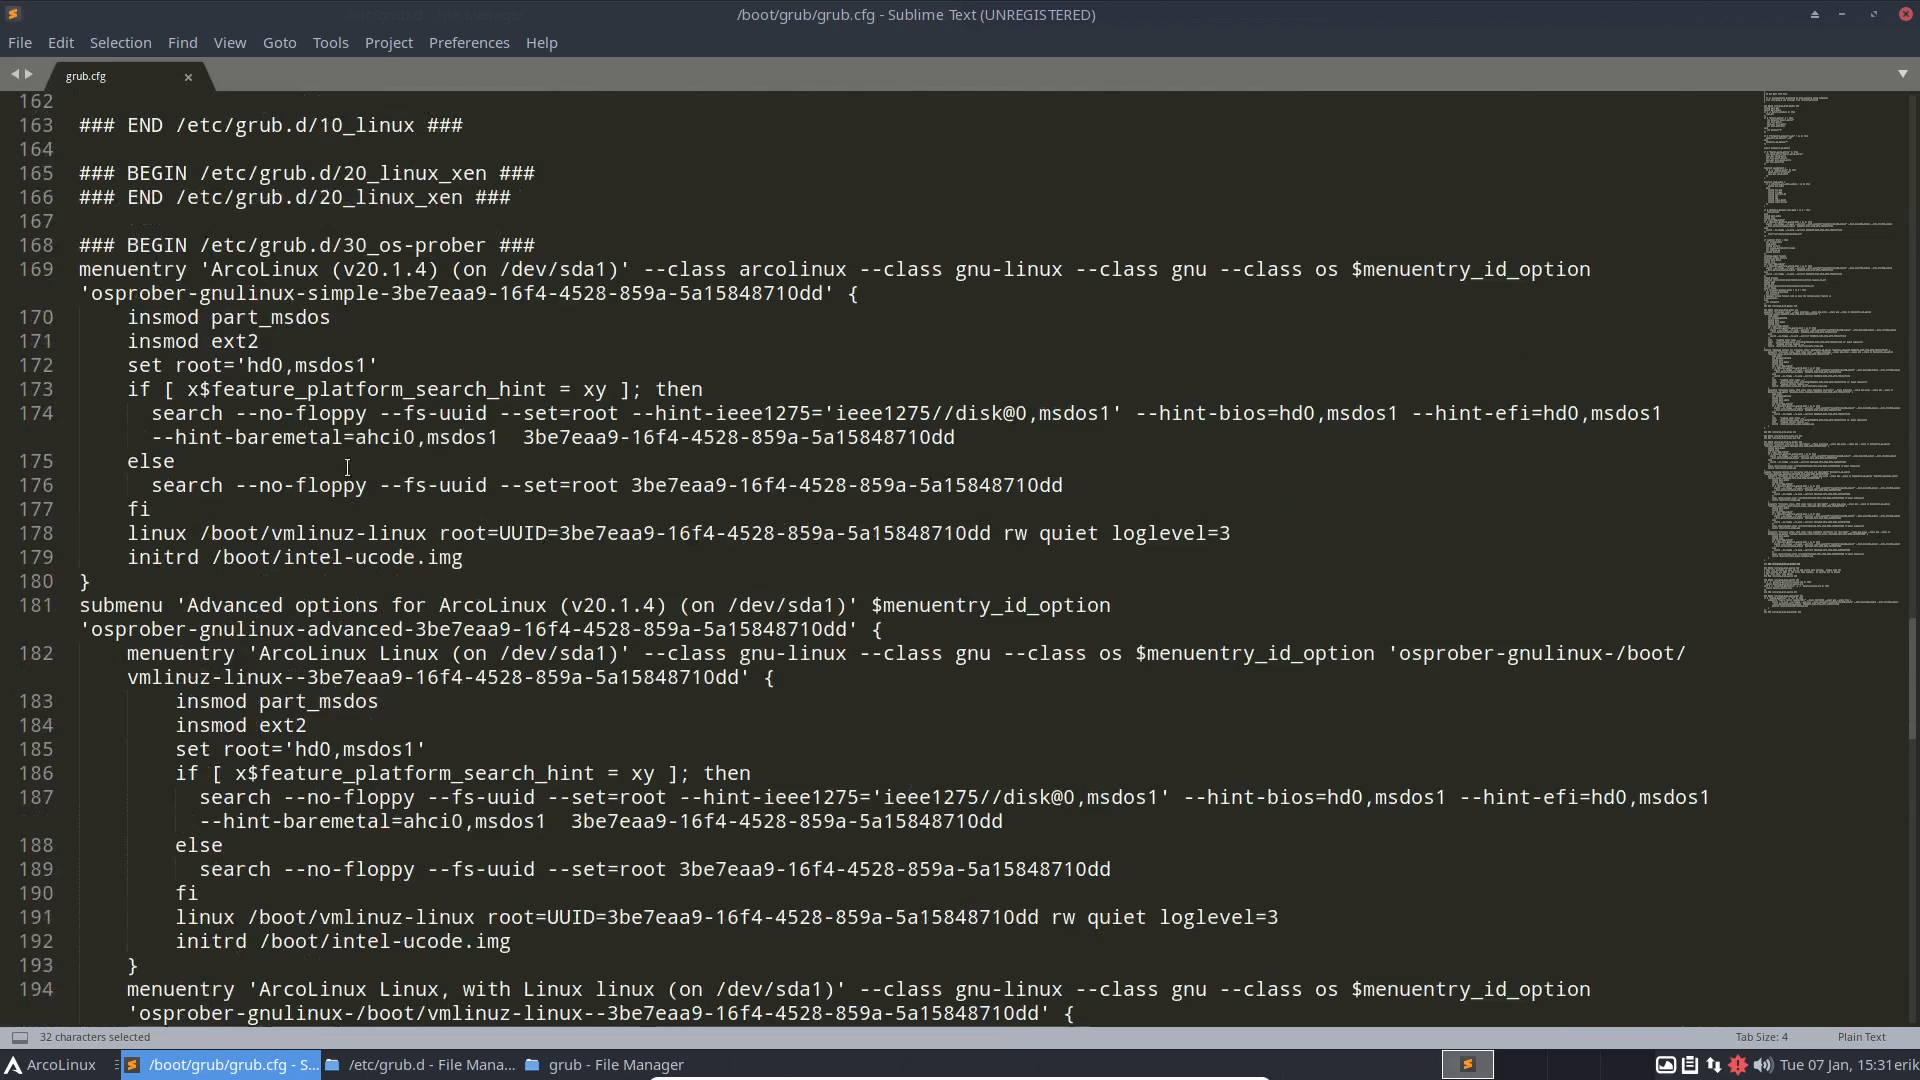 /boot/grub/grub.cfg - Sublime Text (UNREGISTERED)
File Edit Selection Find View Goto Tools Project Preferences Help
grub.cfg
162
163 ### END /etc/grub.d/10_linux ###
164
165 ### BEGIN /etc/grub.d/20_linux_xen ###
166 ### END /etc/grub.d/20_linux_xen ###
167
168 ### BEGIN /etc/grub.d/30_os-prober ###
169 menuentry 'ArcoLinux (v20.1.4) (on /dev/sda1)' --class arcolinux --class gnu-linux --class gnu --class os $menuentry_id_option
'osprober-gnulinux-simple-3be7eaa9-16f4-4528-859a-5a15848710dd' {
170 insmod part_msdos
171 insmod ext2
172 set root='hd0,msdos1'
173 if [ x$feature_platform_search_hint = xy ]; then
174 search --no-floppy --fs-uuid --set=root --hint-ieee1275='ieee1275//disk@0,msdos1' --hint-bios=hd0,msdos1 --hint-efi=hd0,msdos1
--hint-baremetal=ahci0,msdos1  3be7eaa9-16f4-4528-859a-5a15848710dd
175 else
176 search --no-floppy --fs-uuid --set=root 3be7eaa9-16f4-4528-859a-5a15848710dd
177 fi
178 linux /boot/vmlinuz-linux root=UUID=3be7eaa9-16f4-4528-859a-5a15848710dd rw quiet loglevel=3
179 initrd /boot/intel-ucode.img
180 }
181 submenu 'Advanced options for ArcoLinux (v20.1.4) (on /dev/sda1)' $menuentry_id_option
'osprober-gnulinux-advanced-3be7eaa9-16f4-4528-859a-5a15848710dd' {
182 menuentry 'ArcoLinux Linux (on /dev/sda1)' --class gnu-linux --class gnu --class os $menuentry_id_option 'osprober-gnulinux-/boot/
vmlinuz-linux--3be7eaa9-16f4-4528-859a-5a15848710dd' {
183 insmod part_msdos
184 insmod ext2
185 set root='hd0,msdos1'
186 if [ x$feature_platform_search_hint = xy ]; then
187 search --no-floppy --fs-uuid --set=root --hint-ieee1275='ieee1275//disk@0,msdos1' --hint-bios=hd0,msdos1 --hint-efi=hd0,msdos1
--hint-baremetal=ahci0,msdos1  3be7eaa9-16f4-4528-859a-5a15848710dd
188 else
189 search --no-floppy --fs-uuid --set=root 3be7eaa9-16f4-4528-859a-5a15848710dd
190 fi
191 linux /boot/vmlinuz-linux root=UUID=3be7eaa9-16f4-4528-859a-5a15848710dd rw quiet loglevel=3
192 initrd /boot/intel-ucode.img
193 }
194 menuentry 'ArcoLinux Linux, with Linux linux (on /dev/sda1)' --class gnu-linux --class gnu --class os $menuentry_id_option
'osprober-gnulinux-/boot/vmlinuz-linux--3be7eaa9-16f4-4528-859a-5a15848710dd' {
32 characters selected Tab Size: 4 Plain Text
ArcoLinux /boot/grub/grub.cfg - S... /etc/grub.d - File Mana... grub - File Manager Tue 07 Jan, 15:31 erik